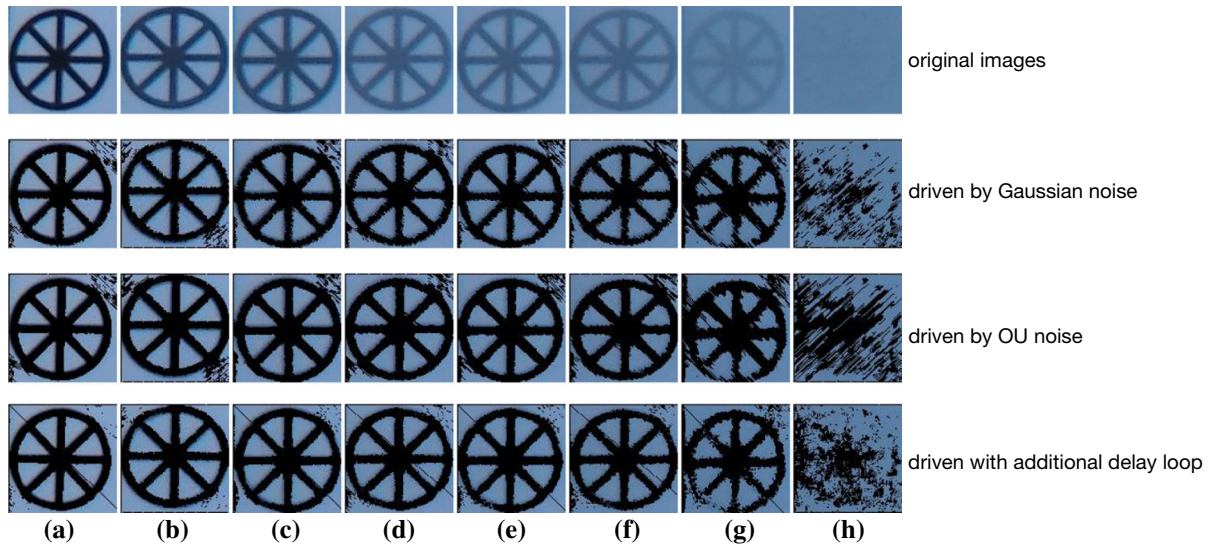 original images
driven by Gaussian noise
driven by OU noise
driven with additional delay loop
(a) (b) (c) (d) (e) (f) (g) (h)